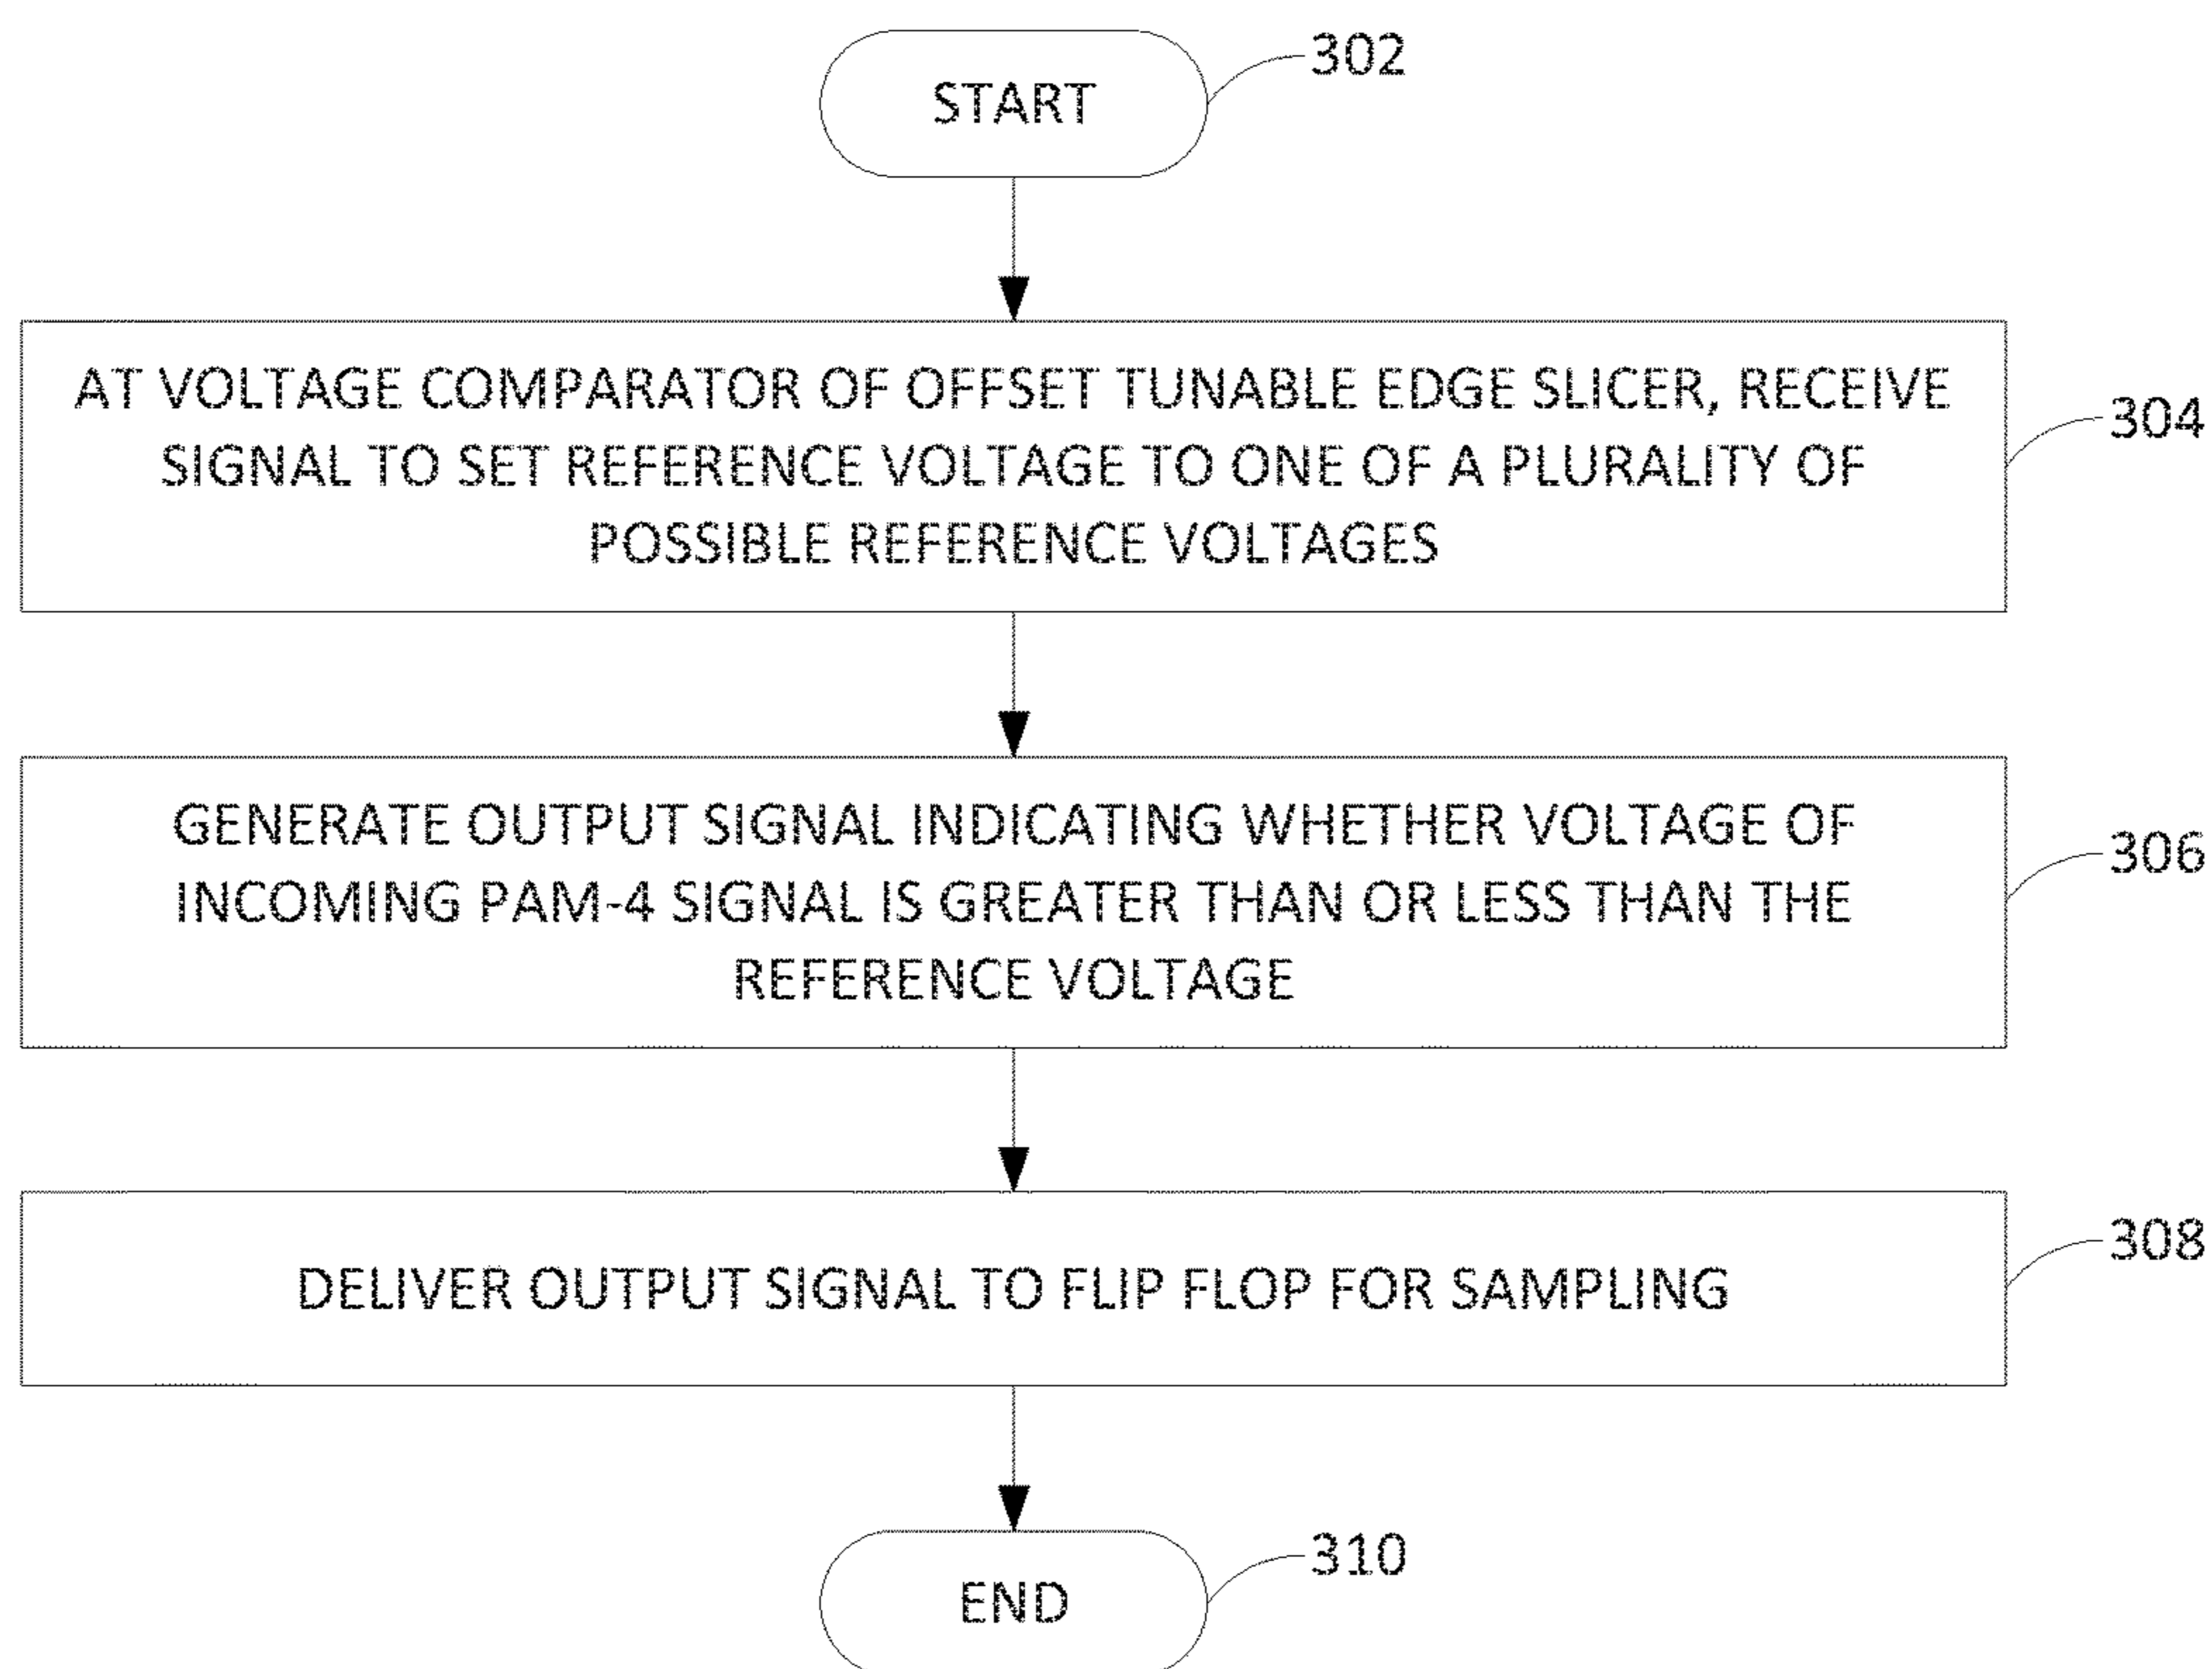 START
302
AT VOLTAGE COMPARATOR OF OFFSET TUNABLE EDGE SLICER, RECEIVE
SIGNAL TO SET REFERENCE VOLTAGE TO ONE OF A PLURALITY OF
POSSIBLE REFERENCE VOLTAGES
304
GENERATE OUTPUT SIGNAL INDICATING WHETHER VOLTAGE OF
INCOMING PAM-4 SIGNAL IS GREATER THAN OR LESS THAN THE
REFERENCE VOLTAGE
306
DELIVER OUTPUT SIGNAL TO FLIP FLOP FOR SAMPLING
308
END
310